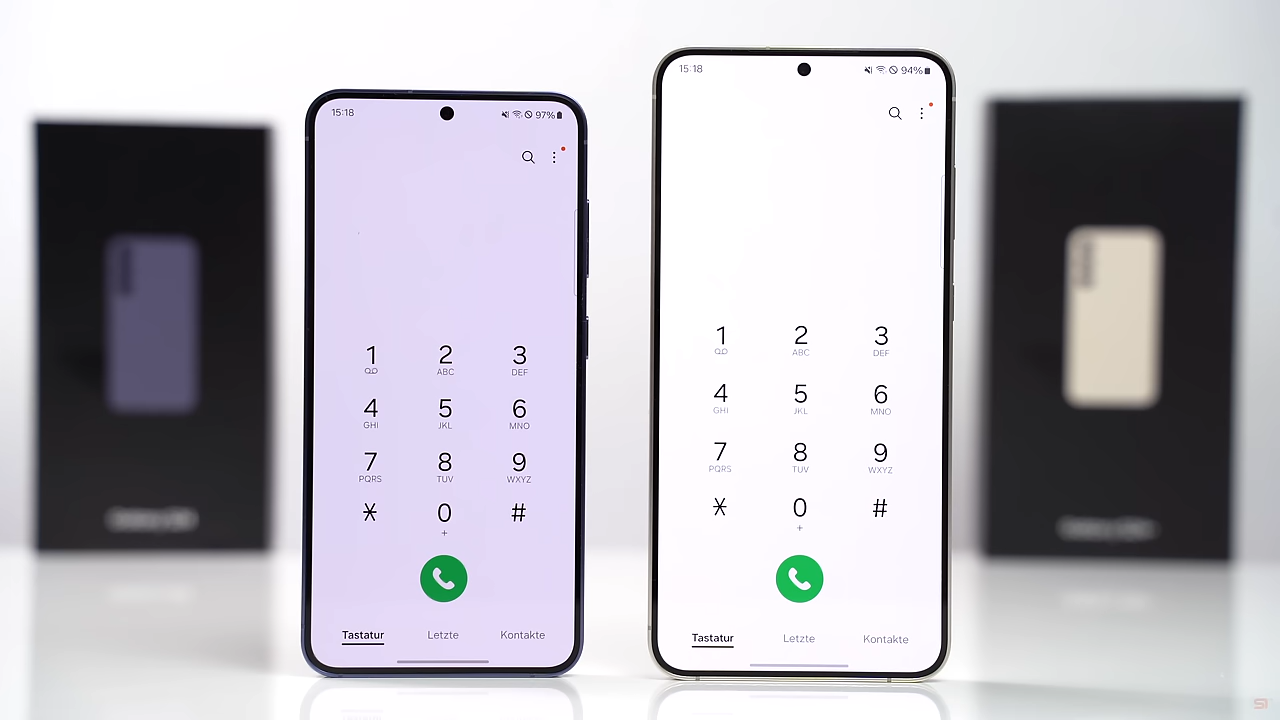 15:18
97%
1 2 3
ABC DEF
4 5 6
GHI JKL MNO
7 8 9
PQRS TUV WXYZ
* 0 #
+
Tastatur Letzte Kontakte
15:18
94%
1 2 3
ABC DEF
4 5 6
GHI JKL MNO
7 8 9
PQRS TUV WXYZ
* 0 #
+
Tastatur Letzte Kontakte
SI